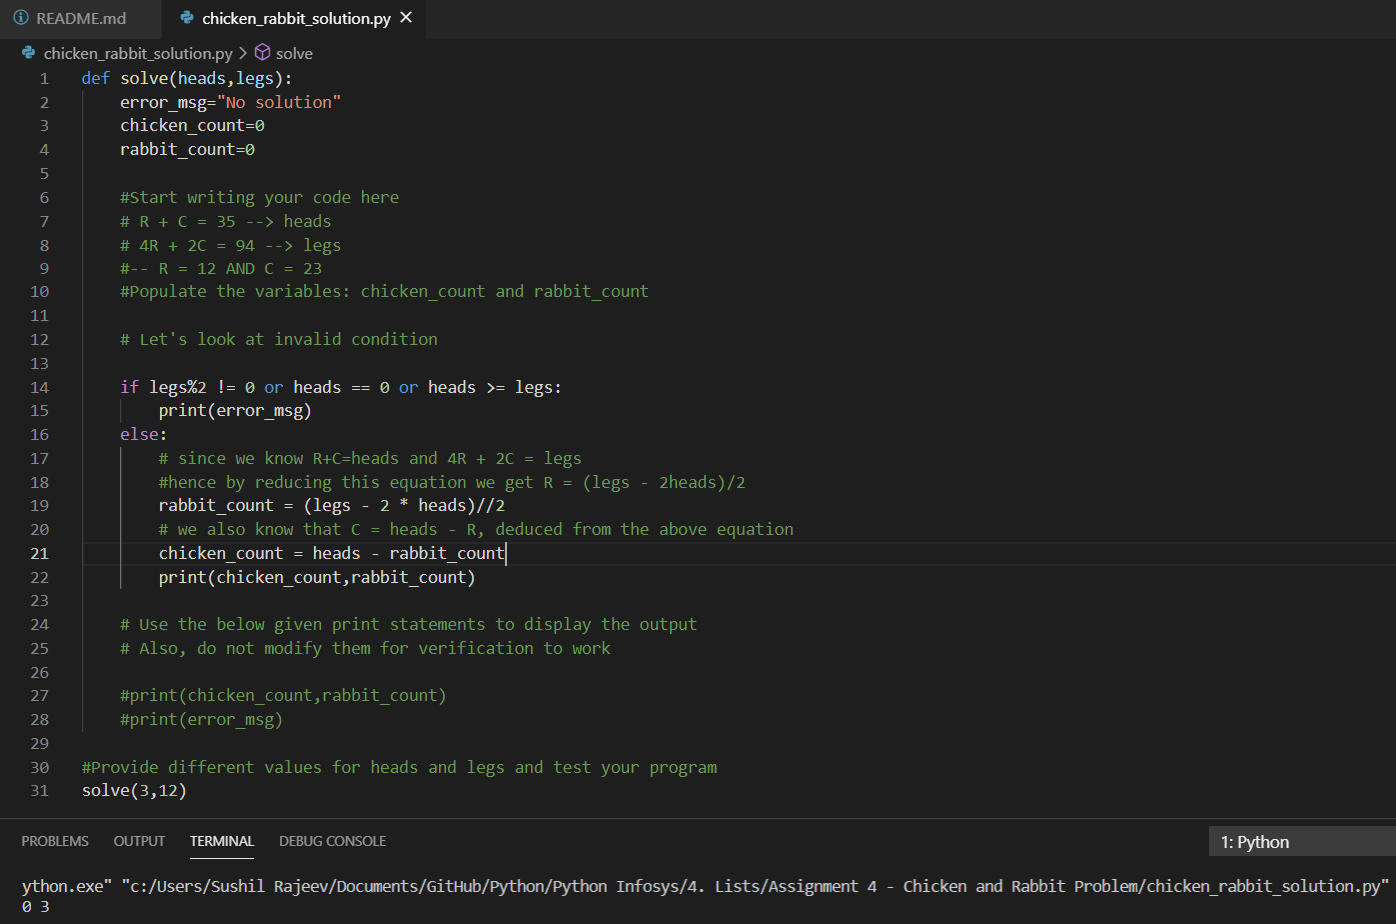 README.md
chicken_rabbit_solution.py
chicken_rabbit_solution.py > solve
1 def solve(heads,legs):
2     error_msg="No solution"
3     chicken_count=0
4     rabbit_count=0
5
6     #Start writing your code here
7     # R + C = 35 --> heads
8     # 4R + 2C = 94 --> legs
9     #-- R = 12 AND C = 23
10     #Populate the variables: chicken_count and rabbit_count
11
12     # Let's look at invalid condition
13
14     if legs%2 != 0 or heads == 0 or heads >= legs:
15         print(error_msg)
16     else:
17         # since we know R+C=heads and 4R + 2C = legs
18         #hence by reducing this equation we get R = (legs - 2heads)/2
19         rabbit_count = (legs - 2 * heads)//2
20         # we also know that C = heads - R, deduced from the above equation
21         chicken_count = heads - rabbit_count
22         print(chicken_count,rabbit_count)
23
24     # Use the below given print statements to display the output
25     # Also, do not modify them for verification to work
26
27     #print(chicken_count,rabbit_count)
28     #print(error_msg)
29
30 #Provide different values for heads and legs and test your program
31 solve(3,12)
PROBLEMS OUTPUT TERMINAL DEBUG CONSOLE 1: Python
ython.exe" "c:/Users/Sushil Rajeev/Documents/GitHub/Python/Python Infosys/4. Lists/Assignment 4 - Chicken and Rabbit Problem/chicken_rabbit_solution.py"
0 3